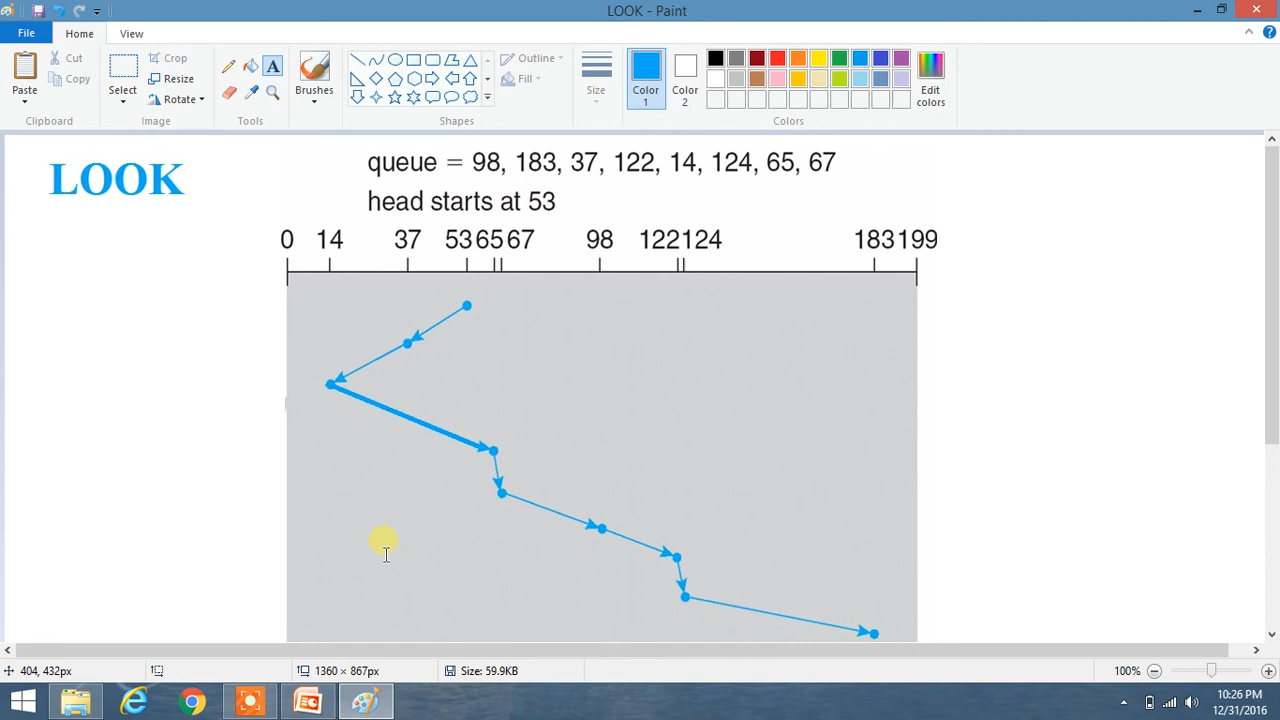 LOOK - Paint
File Home View
Paste
Cut
Copy
Clipboard
Select
Crop
Resize
Rotate
Image
A
Tools
Brushes
Shapes
Outline
Fill
Size
Color 1
Color 2
Edit colors
Colors
LOOK
queue = 98, 183, 37, 122, 14, 124, 65, 67
head starts at 53
0 14 37 53 65 67 98 122 124 183 199
404, 432px
1360 × 867px
Size: 59.9KB
100%
10:26 PM
12/31/2016